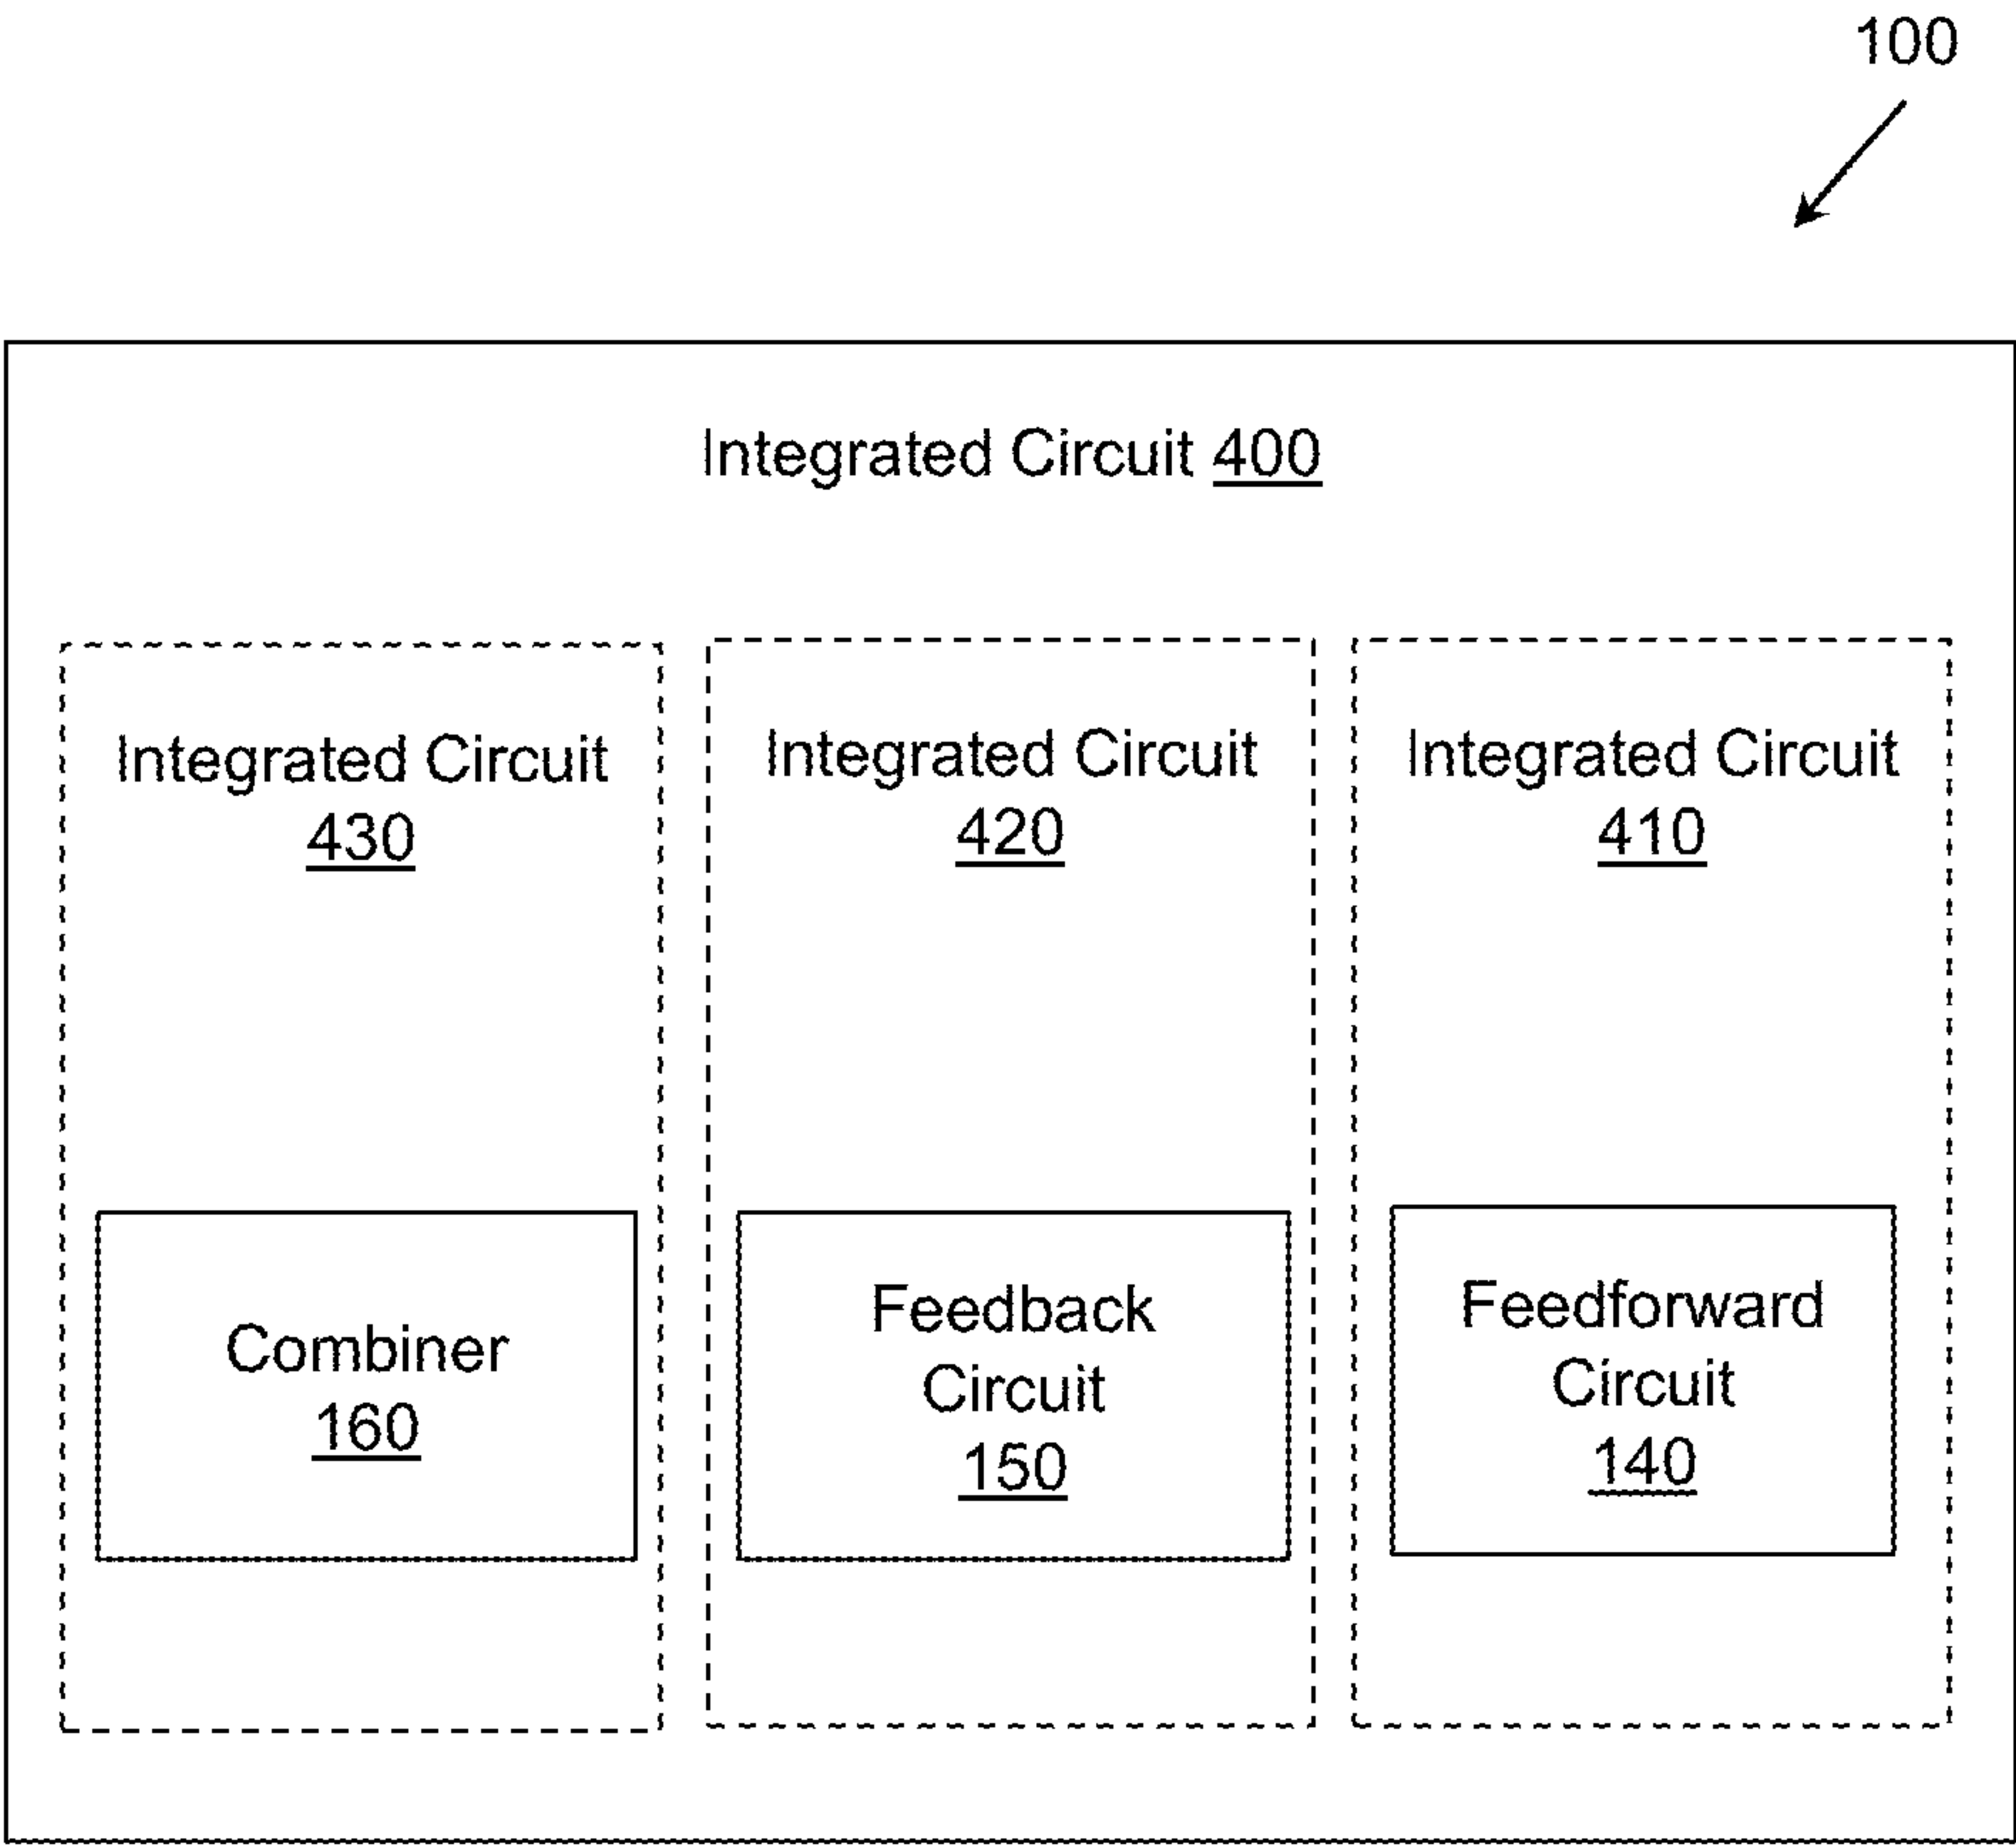 100
Integrated Circuit 400
Integrated Circuit
430
Integrated Circuit
420
Integrated Circuit
410
Combiner
160
Feedback
Circuit
150
Feedforward
Circuit
140